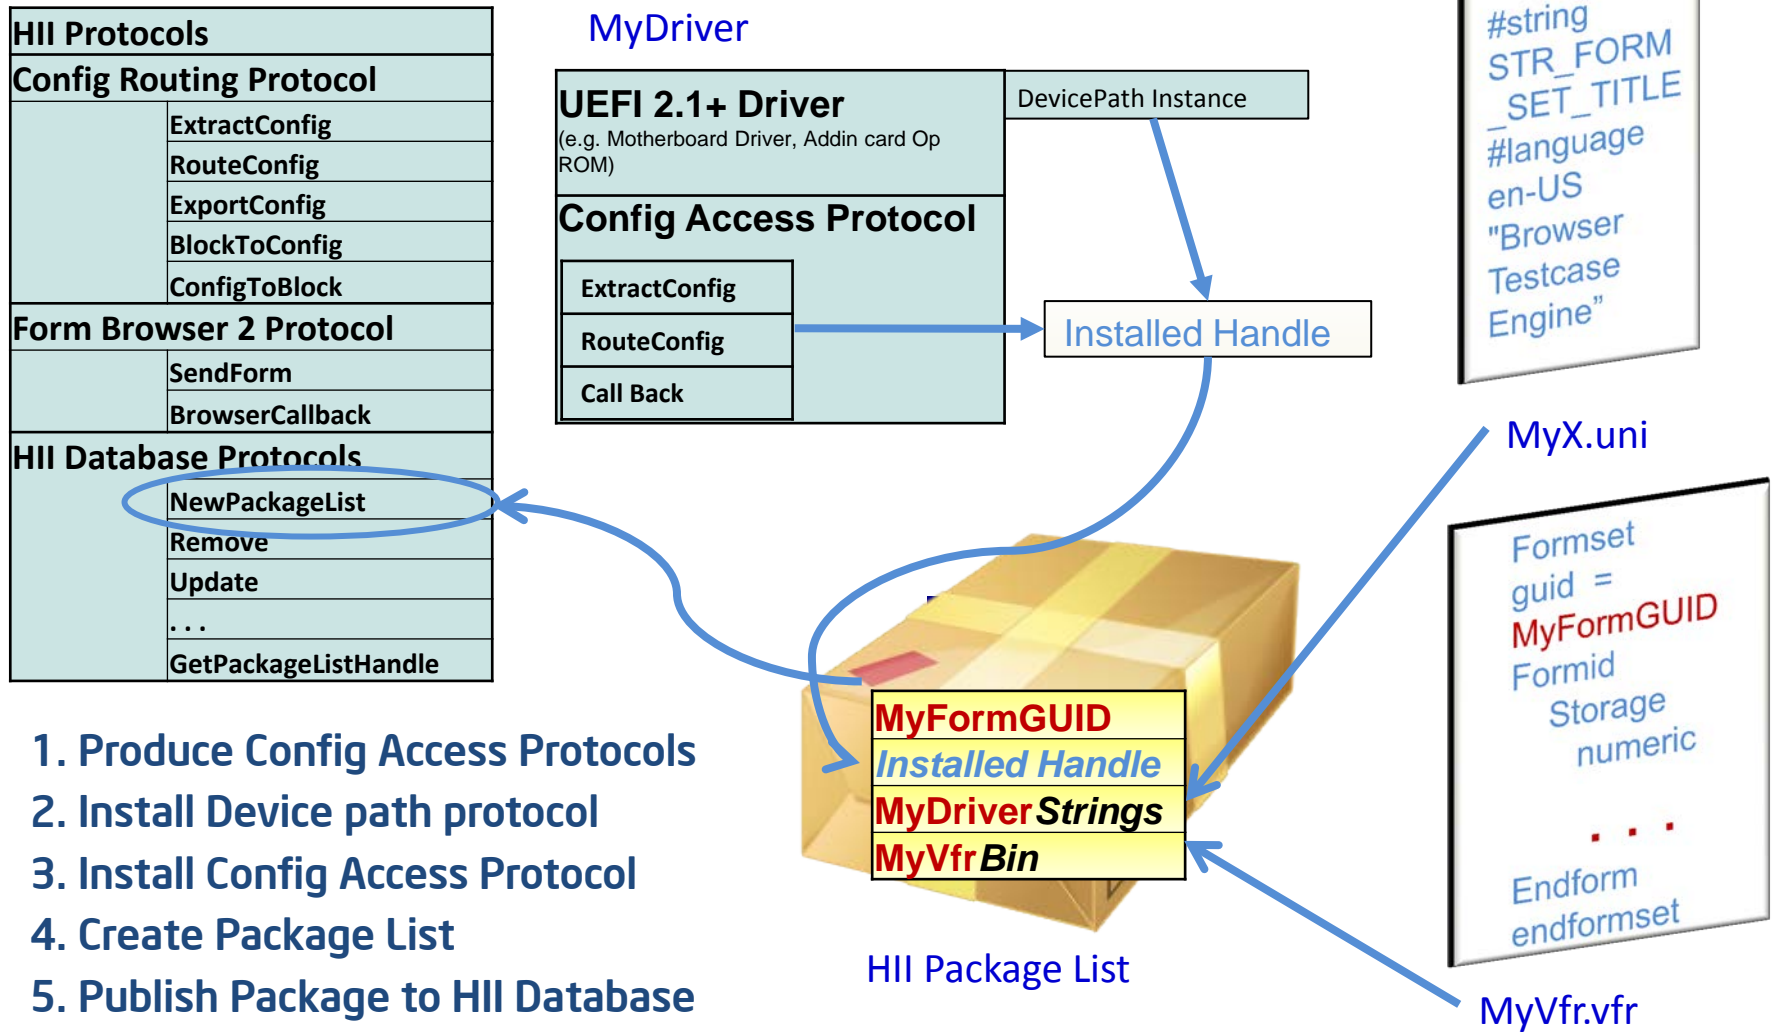 HII Protocols
Config Routing Protocol
ExtractConfig
RouteConfig
ExportConfig
BlockToConfig
ConfigToBlock
Form Browser 2 Protocol
SendForm
BrowserCallback
HII Database Protocols
NewPackageList
Remove
Update
. . .
GetPackageListHandle
MyDriver
UEFI 2.1+ Driver
(e.g. Motherboard Driver, Addin card Op
ROM)
DevicePath Instance
Config Access Protocol
ExtractConfig
RouteConfig
Call Back
Installed Handle
#string
STR_FORM
_SET_TITLE
#language
en-US
"Browser
Testcase
Engine”
MyX.uni
Formset
guid =
MyFormGUID
Formid
Storage
numeric
. . .
Endform
endformset
MyVfr.vfr
MyFormGUID
Installed Handle
MyDriver Strings
MyVfr Bin
HII Package List
1. Produce Config Access Protocols
2. Install Device path protocol
3. Install Config Access Protocol
4. Create Package List
5. Publish Package to HII Database